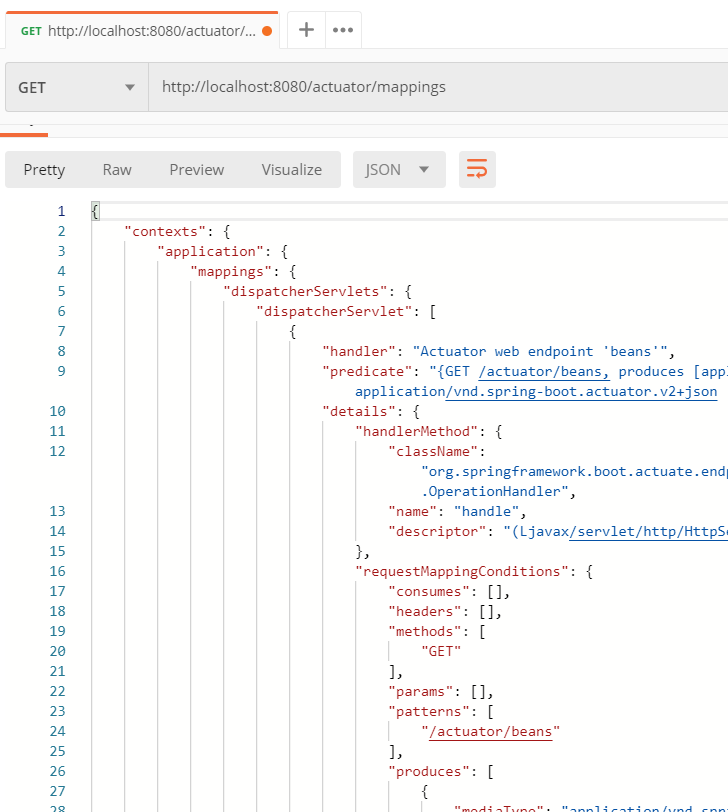 GET http://localhost:8080/actuator/...
GET http://localhost:8080/actuator/mappings
Pretty Raw Preview Visualize JSON
1 {
2 "contexts": {
3 "application": {
4 "mappings": {
5 "dispatcherServlets": {
6 "dispatcherServlet": [
7 {
8 "handler": "Actuator web endpoint 'beans'",
9 "predicate": "{GET /actuator/beans, produces [appl
application/vnd.spring-boot.actuator.v2+json
10 "details": {
11 "handlerMethod": {
12 "className":
"org.springframework.boot.actuate.endp
.OperationHandler",
13 "name": "handle",
14 "descriptor": "(Ljavax/servlet/http/HttpSe
15 },
16 "requestMappingConditions": {
17 "consumes": [],
18 "headers": [],
19 "methods": [
20 "GET"
21 ],
22 "params": [],
23 "patterns": [
24 "/actuator/beans"
25 ],
26 "produces": [
27 {
28 "mediaType": "application/vnd.spr